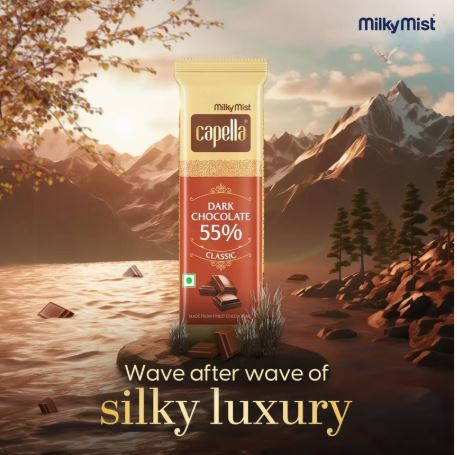 MilkyMist
MilkyMist
capella
DARK
CHOCOLATE
55%
CLASSIC
Wave after wave of
silky luxury